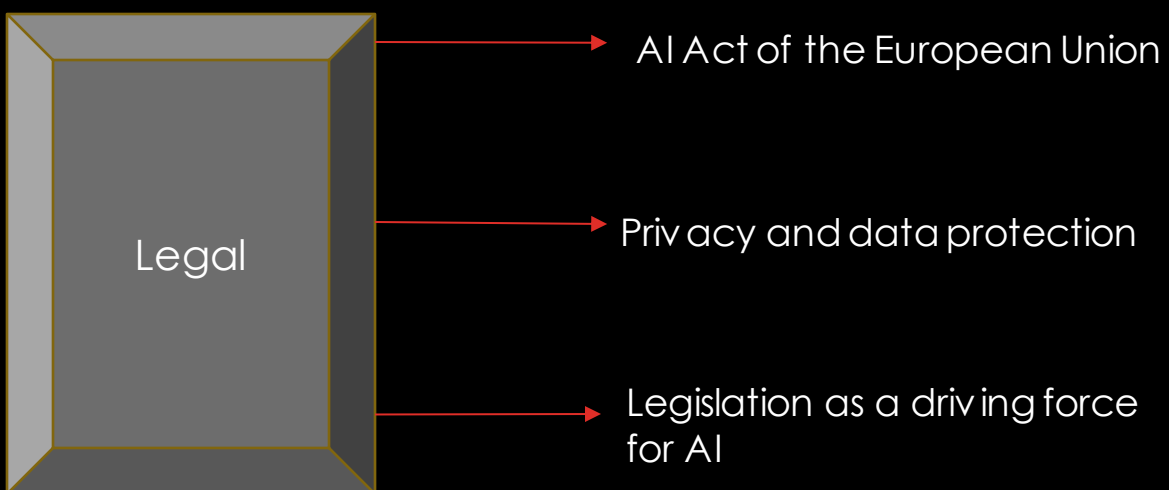 AI Act of the European Union
Privacy and data protection
Legal
Legislation as a driving force
for AI